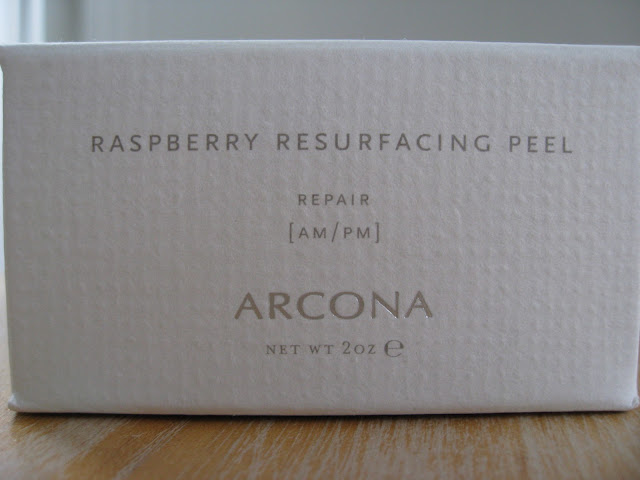 RASPBERRY RESURFACING PEEL
REPAIR
[AM/PM]
ARCONA
NET WT 2OZ ℮